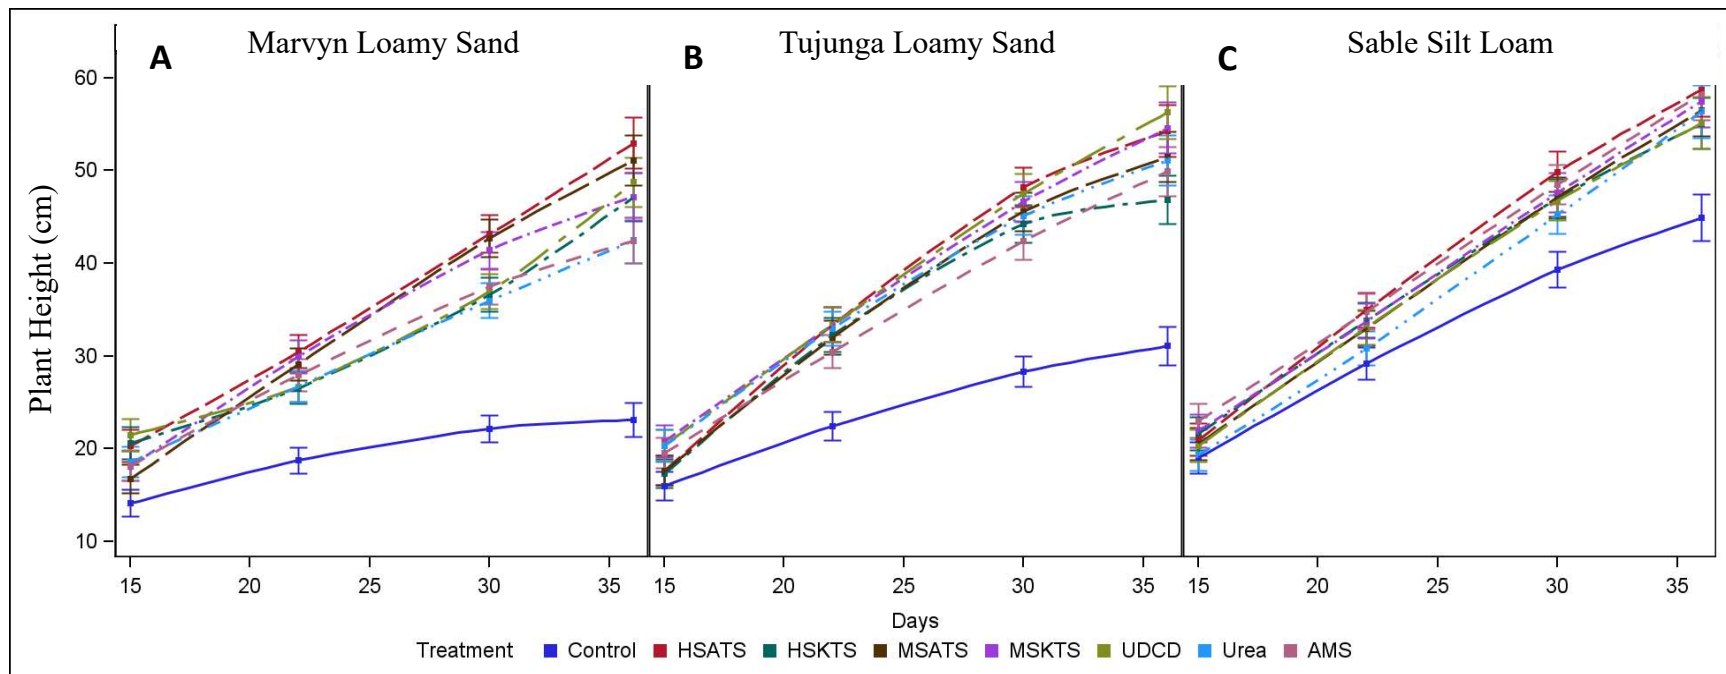 A Marvyn Loamy Sand
B Tujunga Loamy Sand
C Sable Silt Loam
Plant Height (cm)
60
50
40
30
20
10
15 20 25 30 35 15 20 25 30 35 15 20 25 30 35
Days
Treatment Control HSATS HSKTS MSATS MSKTS UDCD Urea AMS